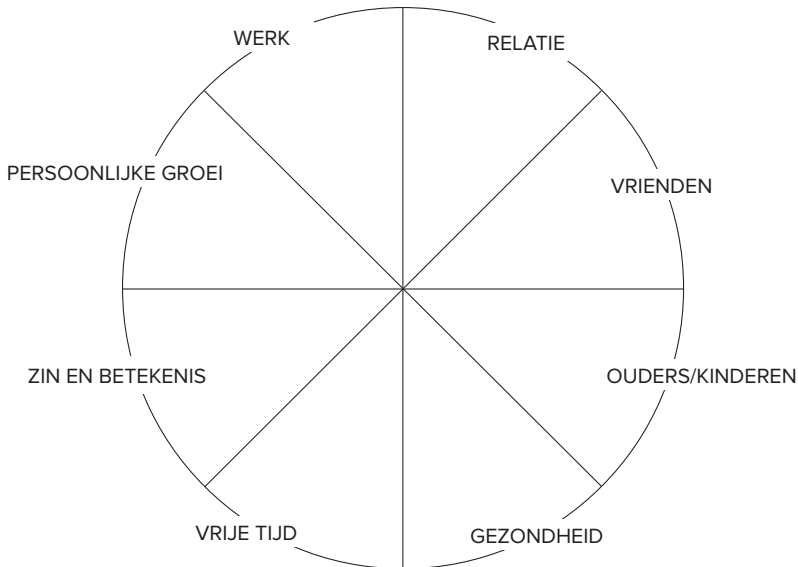 WERK
RELATIE
PERSOONLIJKE GROEI
VRIENDEN
ZIN EN BETEKENIS
OUDERS/KINDEREN
VRIJE TIJD
GEZONDHEID